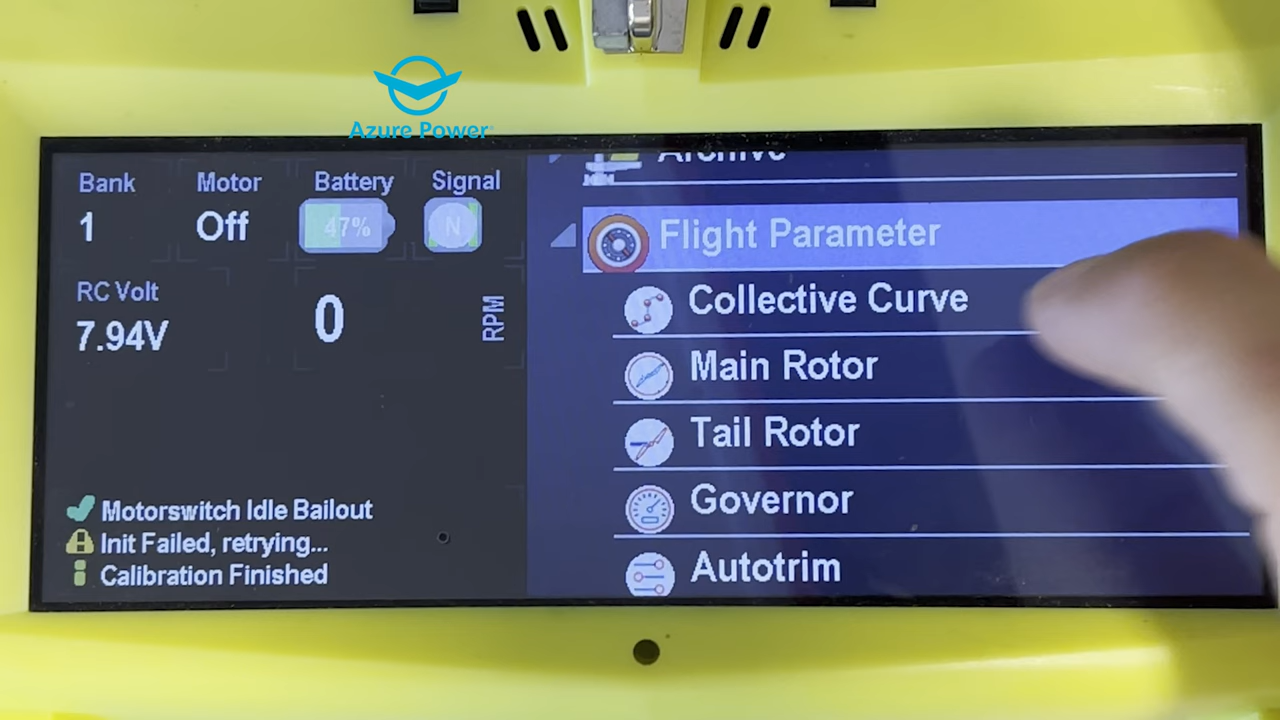 Azure Power
Bank
Motor
Battery
Signal
1
Off
47%
N
RC Volt
7.94V
0
RPM
Motorswitch Idle Bailout
Init Failed, retrying...
Calibration Finished
Archive
Flight Parameter
Collective Curve
Main Rotor
Tail Rotor
Governor
Autotrim